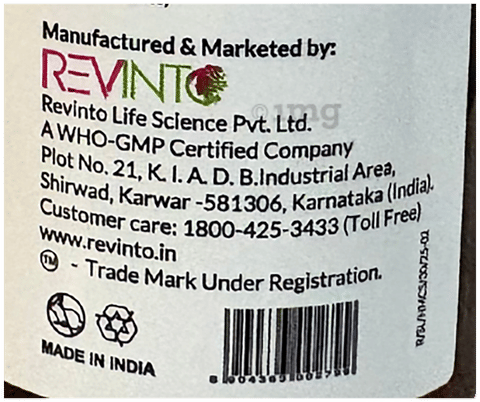 Manufactured & Marketed by:
REVINTO
Revinto Life Science Pvt. Ltd.
A WHO-GMP Certified Company
Plot No. 21, K. I. A. D. B.Industrial Area,
Shirwad, Karwar -581306, Karnataka (India).
Customer care: 1800-425-3433 (Toll Free)
www.revinto.in
TM - Trade Mark Under Registration.
MADE IN INDIA
1mg